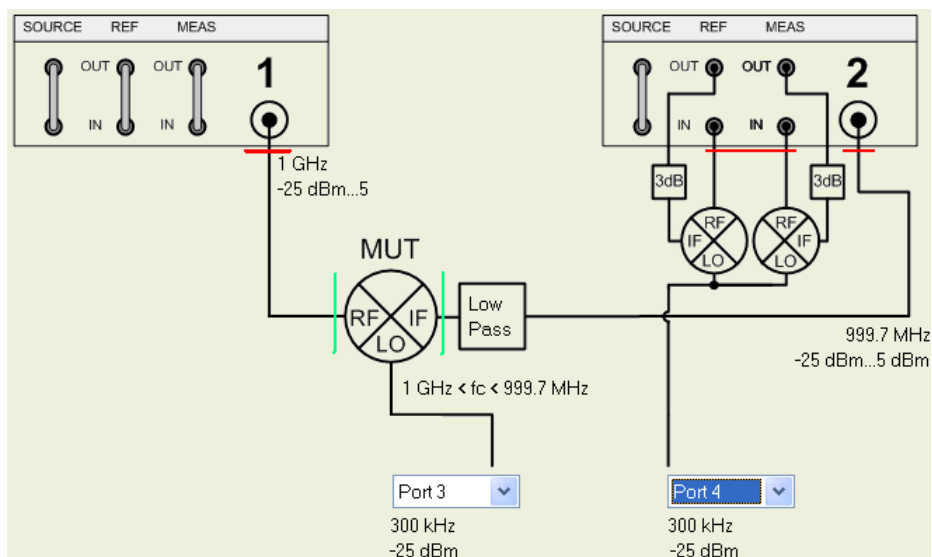 SOURCE REF MEAS
OUT OUT 1
IN IN
1 GHz
-25 dBm...5
SOURCE REF MEAS
OUT OUT 2
IN IN
3dB 3dB
RF RF
IF IF
LO LO
MUT
RF IF
LO
Low
Pass
999.7 MHz
-25 dBm...5 dBm
1 GHz < fc < 999.7 MHz
Port 3
300 kHz
-25 dBm
Port 4
300 kHz
-25 dBm